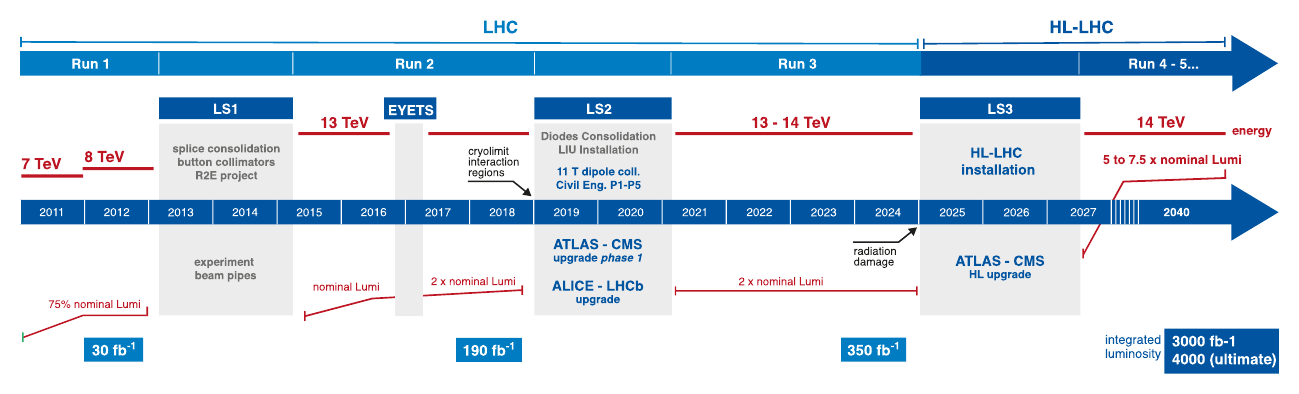 LHC
HL-LHC
Run 1
Run 2
Run 3
Run 4 - 5...
LS1
EYETS
LS2
LS3
7 TeV
8 TeV
13 TeV
13 - 14 TeV
14 TeV
energy
splice consolidation
button collimators
R2E project
cryolimit
interaction
regions
Diodes Consolidation
LIU Installation
11 T dipole coll.
Civil Eng. P1-P5
HL-LHC
installation
5 to 7.5 x nominal Lumi
2011
2012
2013
2014
2015
2016
2017
2018
2019
2020
2021
2022
2023
2024
2025
2026
2027
2040
experiment
beam pipes
ATLAS - CMS
upgrade phase 1
ALICE - LHCb
upgrade
radiation
damage
ATLAS - CMS
HL upgrade
75% nominal Lumi
nominal Lumi
2 x nominal Lumi
2 x nominal Lumi
30 fb⁻¹
190 fb⁻¹
350 fb⁻¹
integrated
luminosity
3000 fb-1
4000 (ultimate)